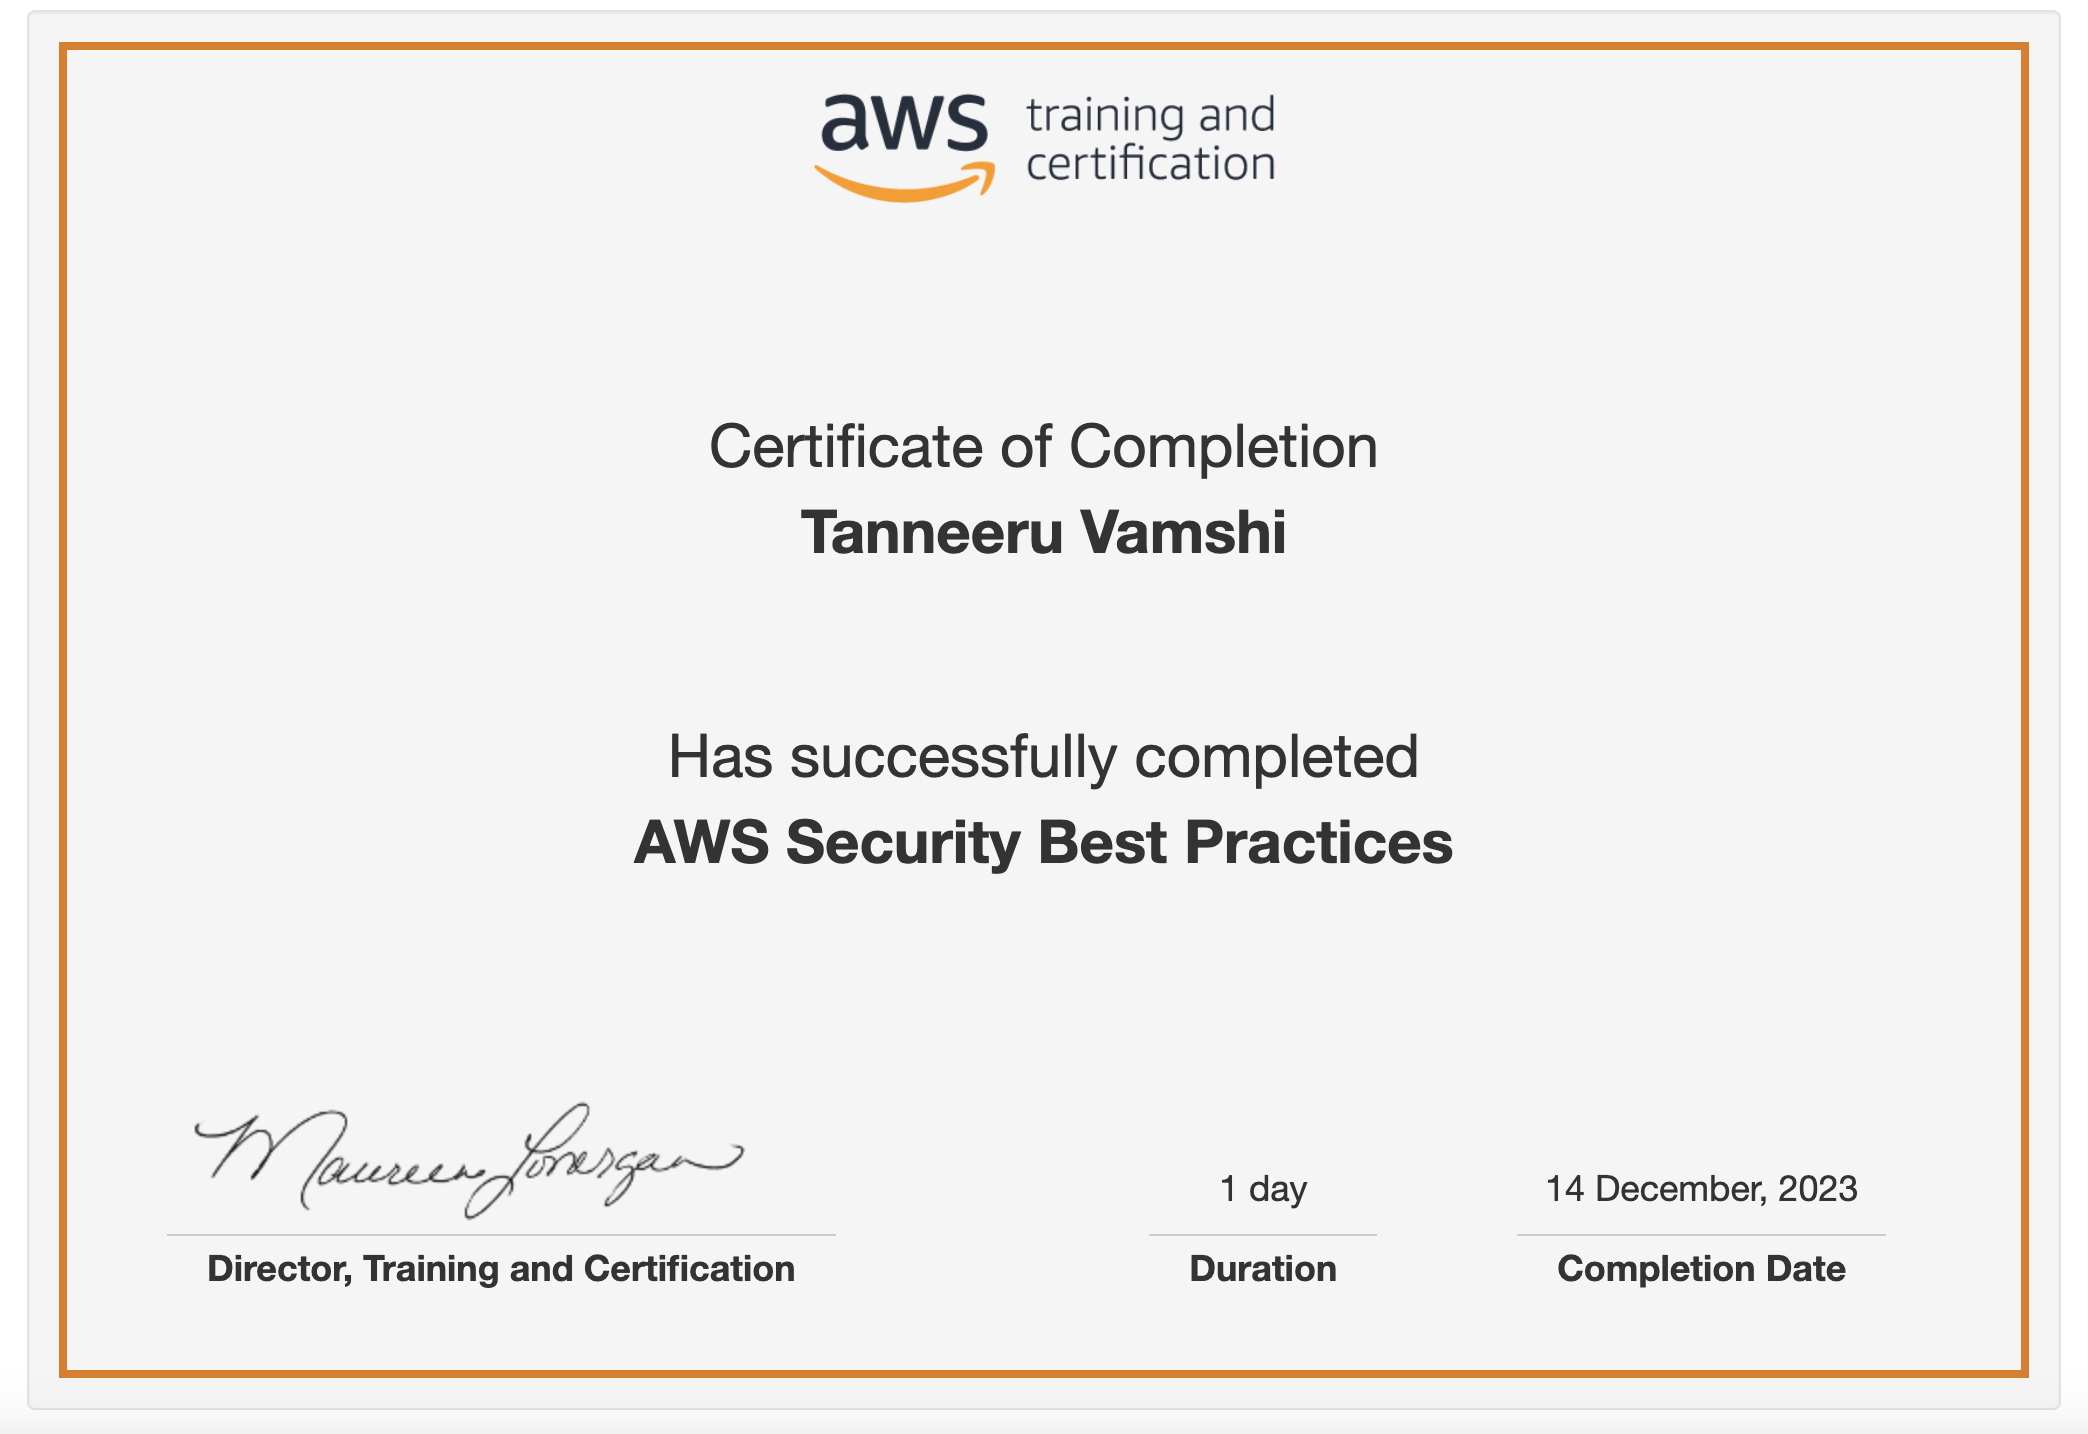 aws training and
certification
Certificate of Completion
Tanneeru Vamshi
Has successfully completed
AWS Security Best Practices
Maureen Lonergan
1 day
14 December, 2023
Director, Training and Certification
Duration
Completion Date